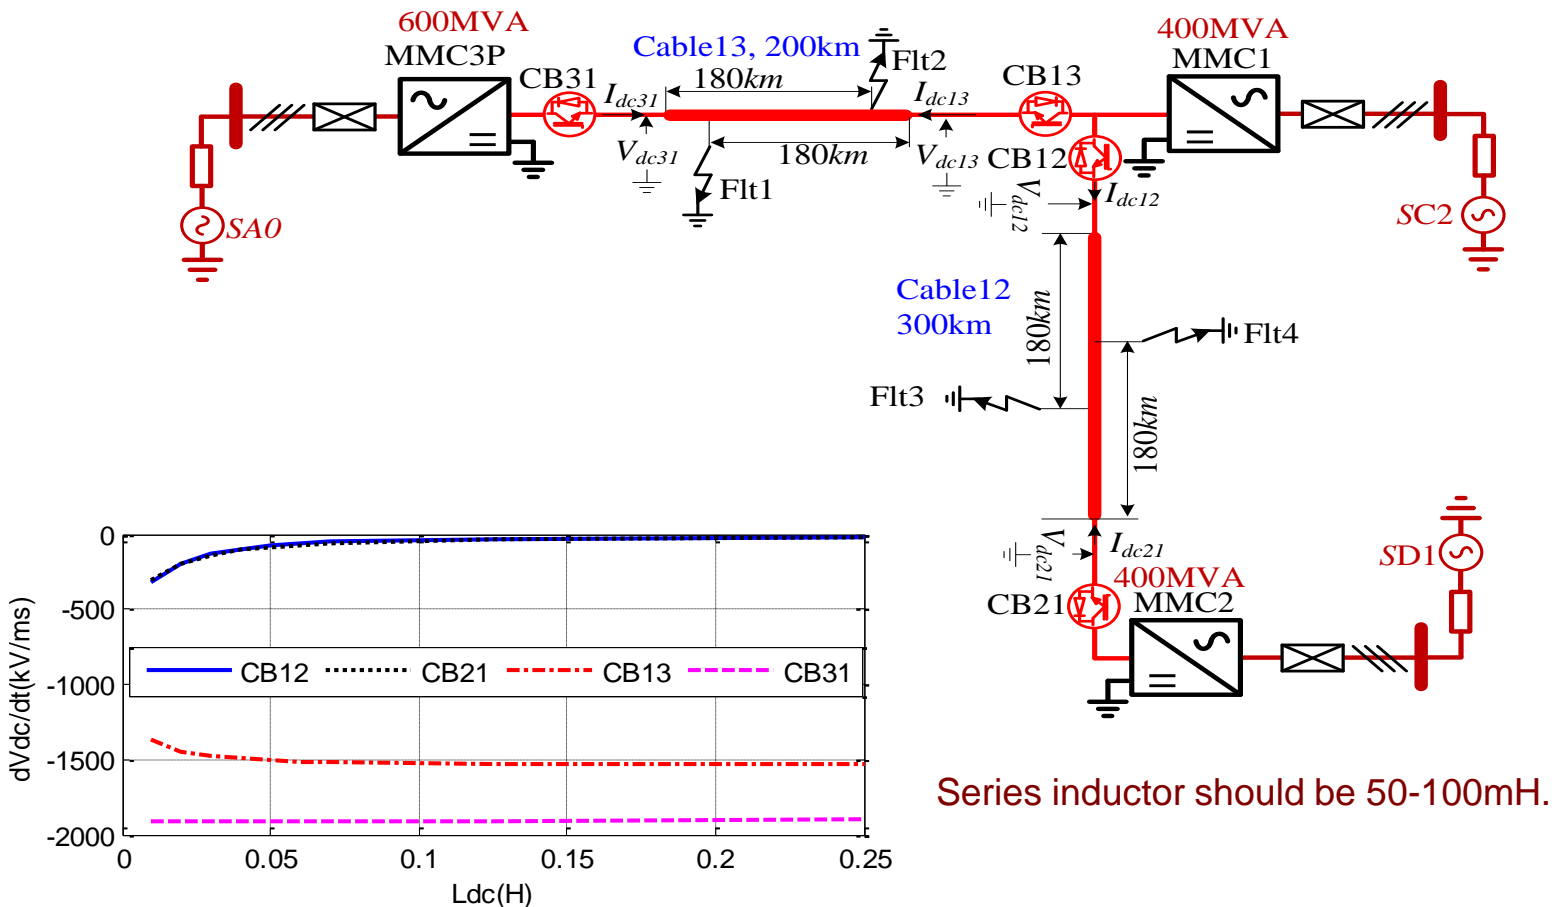 600MVA
MMC3P
CB31
Idc31
Vdc31
Cable13, 200km
180km
180km
Flt1
Flt2
Idc13
Vdc13
CB13
400MVA
MMC1
CB12
Idc12
Vdc12
SA0
SC2
Cable12
300km
180km
180km
Flt3
Flt4
Vdc21
Idc21
400MVA
CB21
MMC2
SD1
dVdc/dt(kV/ms)
0
-500
-1000
-1500
-2000
CB12 CB21 CB13 CB31
0 0.05 0.1 0.15 0.2 0.25
Ldc(H)
Series inductor should be 50-100mH.